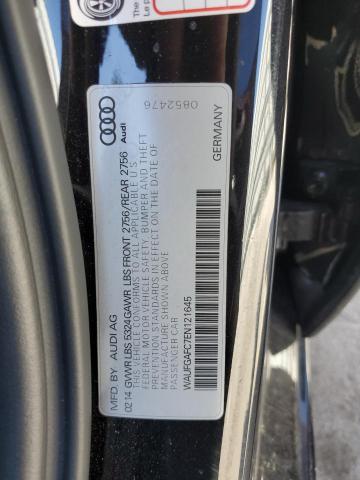 MFD. BY AUDI AG
02 14 GVWR LBS 5324 GAWR LBS FRONT 2756/REAR 2756
THIS VEHICLE CONFORMS TO ALL APPLICABLE U S
FEDERAL MOTOR VEHICLE SAFETY, BUMPER AND THEFT
PREVENTION STANDARDS IN EFFECT ON THE DATE OF
MANUFACTURE SHOWN ABOVE
PASSENGER CAR
WAUFGAFC7EN121645
GERMANY
Audi
0852476